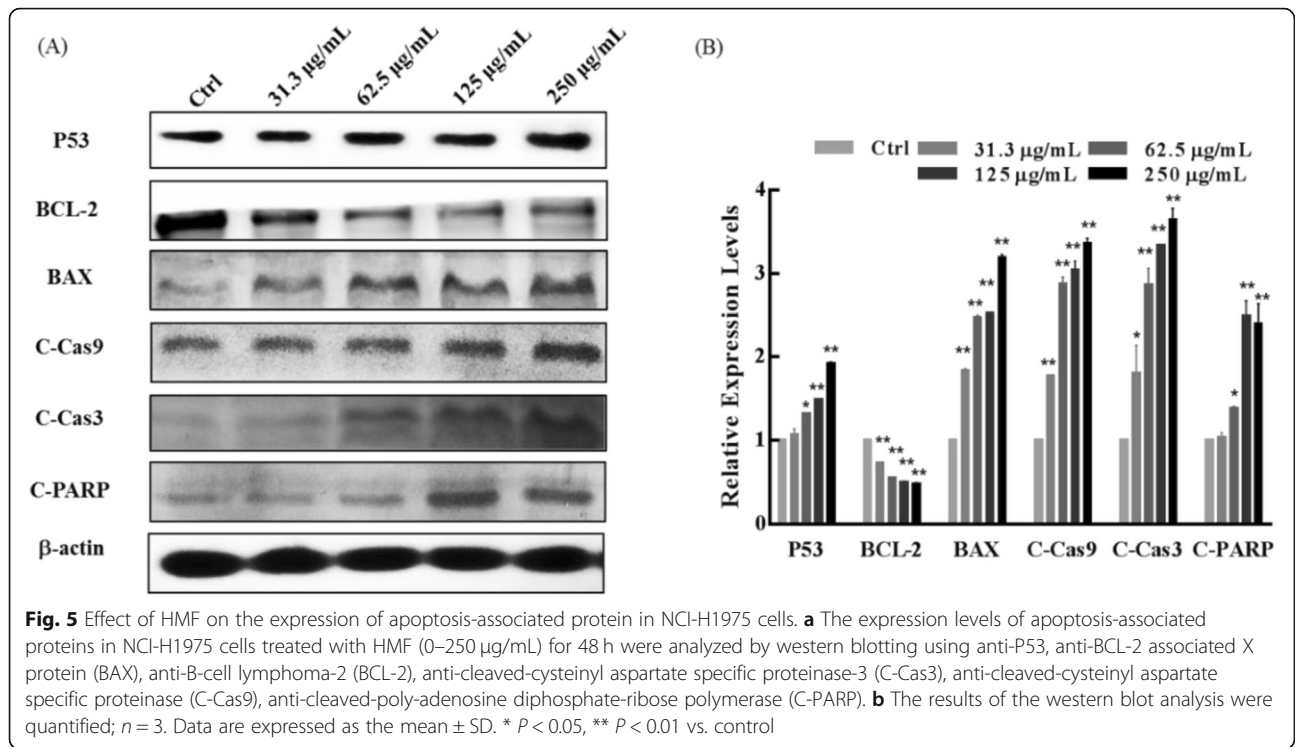 (A)
Ctrl
31.3 µg/mL
62.5 µg/mL
125 µg/mL
250 µg/mL
P53
BCL-2
BAX
C-Cas9
C-Cas3
C-PARP
β-actin
(B)
Ctrl 31.3 µg/mL 62.5 µg/mL
125 µg/mL 250 µg/mL
Relative Expression Levels
4
3
2
1
0
* ** **
** ** ** **
** ** ** **
** ** ** **
* ** ** **
* ** **
P53 BCL-2 BAX C-Cas9 C-Cas3 C-PARP
Fig. 5 Effect of HMF on the expression of apoptosis-associated protein in NCI-H1975 cells. a The expression levels of apoptosis-associated
proteins in NCI-H1975 cells treated with HMF (0–250 µg/mL) for 48 h were analyzed by western blotting using anti-P53, anti-BCL-2 associated X
protein (BAX), anti-B-cell lymphoma-2 (BCL-2), anti-cleaved-cysteinyl aspartate specific proteinase-3 (C-Cas3), anti-cleaved-cysteinyl aspartate
specific proteinase (C-Cas9), anti-cleaved-poly-adenosine diphosphate-ribose polymerase (C-PARP). b The results of the western blot analysis were
quantified; n = 3. Data are expressed as the mean ± SD. * P < 0.05, ** P < 0.01 vs. control